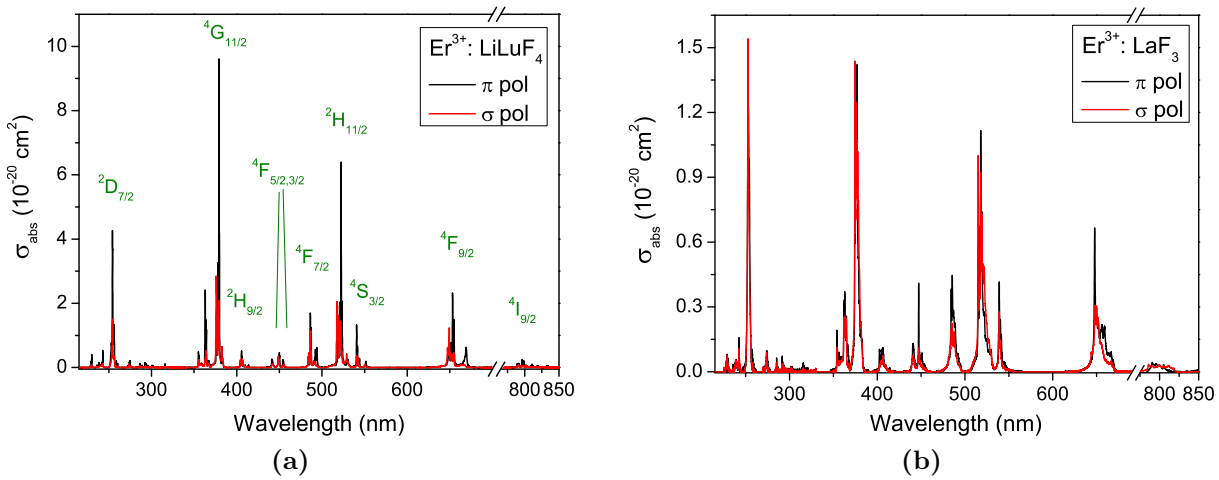 Er³⁺: LiLuF₄
π pol
σ pol
⁴G₁₁/₂
²H₁₁/₂
²D₇/₂
⁴F₅/₂,₃/₂
⁴F₇/₂
⁴F₉/₂
²H₉/₂
⁴S₃/₂
⁴I₉/₂
10
8
6
4
2
0
σabs (10⁻²⁰ cm²)
300 400 500 600 800 850
Wavelength (nm)
(a)
Er³⁺: LaF₃
π pol
σ pol
1.5
1.2
0.9
0.6
0.3
0.0
σabs (10⁻²⁰ cm²)
300 400 500 600 800 850
Wavelength (nm)
(b)